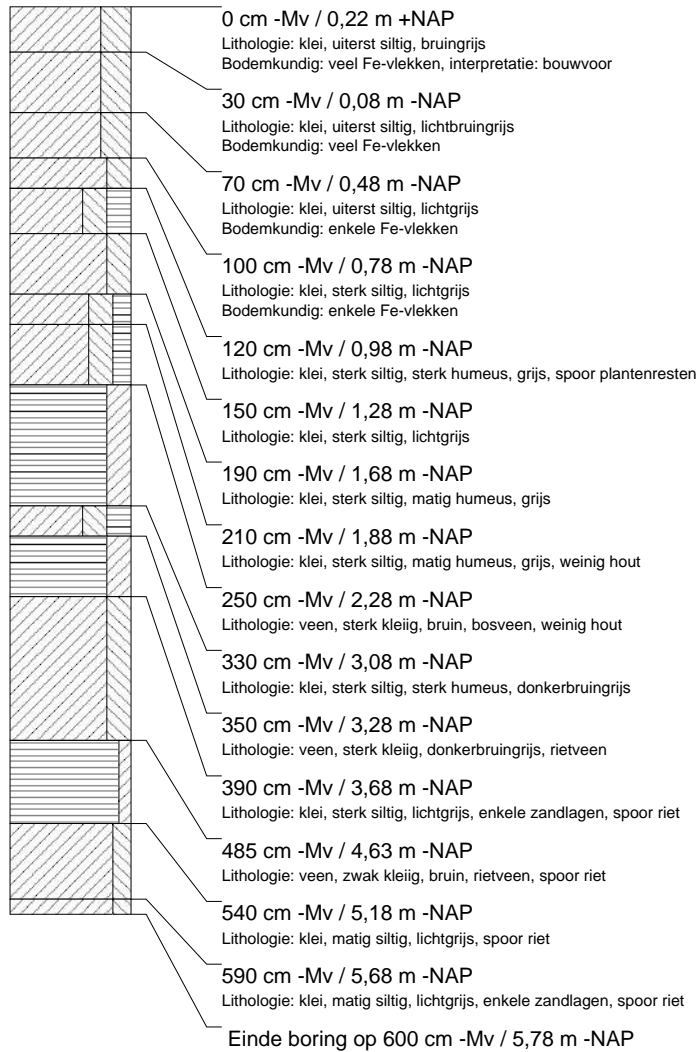 0 cm -Mv / 0,22 m +NAP
Lithologie: klei, uiterst siltig, bruingrijs
Bodemkundig: veel Fe-vlekken, interpretatie: bouwvoor
30 cm -Mv / 0,08 m -NAP
Lithologie: klei, uiterst siltig, lichtbruingrijs
Bodemkundig: veel Fe-vlekken
70 cm -Mv / 0,48 m -NAP
Lithologie: klei, uiterst siltig, lichtgrijs
Bodemkundig: enkele Fe-vlekken
100 cm -Mv / 0,78 m -NAP
Lithologie: klei, sterk siltig, lichtgrijs
Bodemkundig: enkele Fe-vlekken
120 cm -Mv / 0,98 m -NAP
Lithologie: klei, sterk siltig, sterk humeus, grijs, spoor plantenresten
150 cm -Mv / 1,28 m -NAP
Lithologie: klei, sterk siltig, lichtgrijs
190 cm -Mv / 1,68 m -NAP
Lithologie: klei, sterk siltig, matig humeus, grijs
210 cm -Mv / 1,88 m -NAP
Lithologie: klei, sterk siltig, matig humeus, grijs, weinig hout
250 cm -Mv / 2,28 m -NAP
Lithologie: veen, sterk kleiig, bruin, bosveen, weinig hout
330 cm -Mv / 3,08 m -NAP
Lithologie: klei, sterk siltig, sterk humeus, donkerbruingrijs
350 cm -Mv / 3,28 m -NAP
Lithologie: veen, sterk kleiig, donkerbruingrijs, rietveen
390 cm -Mv / 3,68 m -NAP
Lithologie: klei, sterk siltig, lichtgrijs, enkele zandlagen, spoor riet
485 cm -Mv / 4,63 m -NAP
Lithologie: veen, zwak kleiig, bruin, rietveen, spoor riet
540 cm -Mv / 5,18 m -NAP
Lithologie: klei, matig siltig, lichtgrijs, spoor riet
590 cm -Mv / 5,68 m -NAP
Lithologie: klei, matig siltig, lichtgrijs, enkele zandlagen, spoor riet
Einde boring op 600 cm -Mv / 5,78 m -NAP